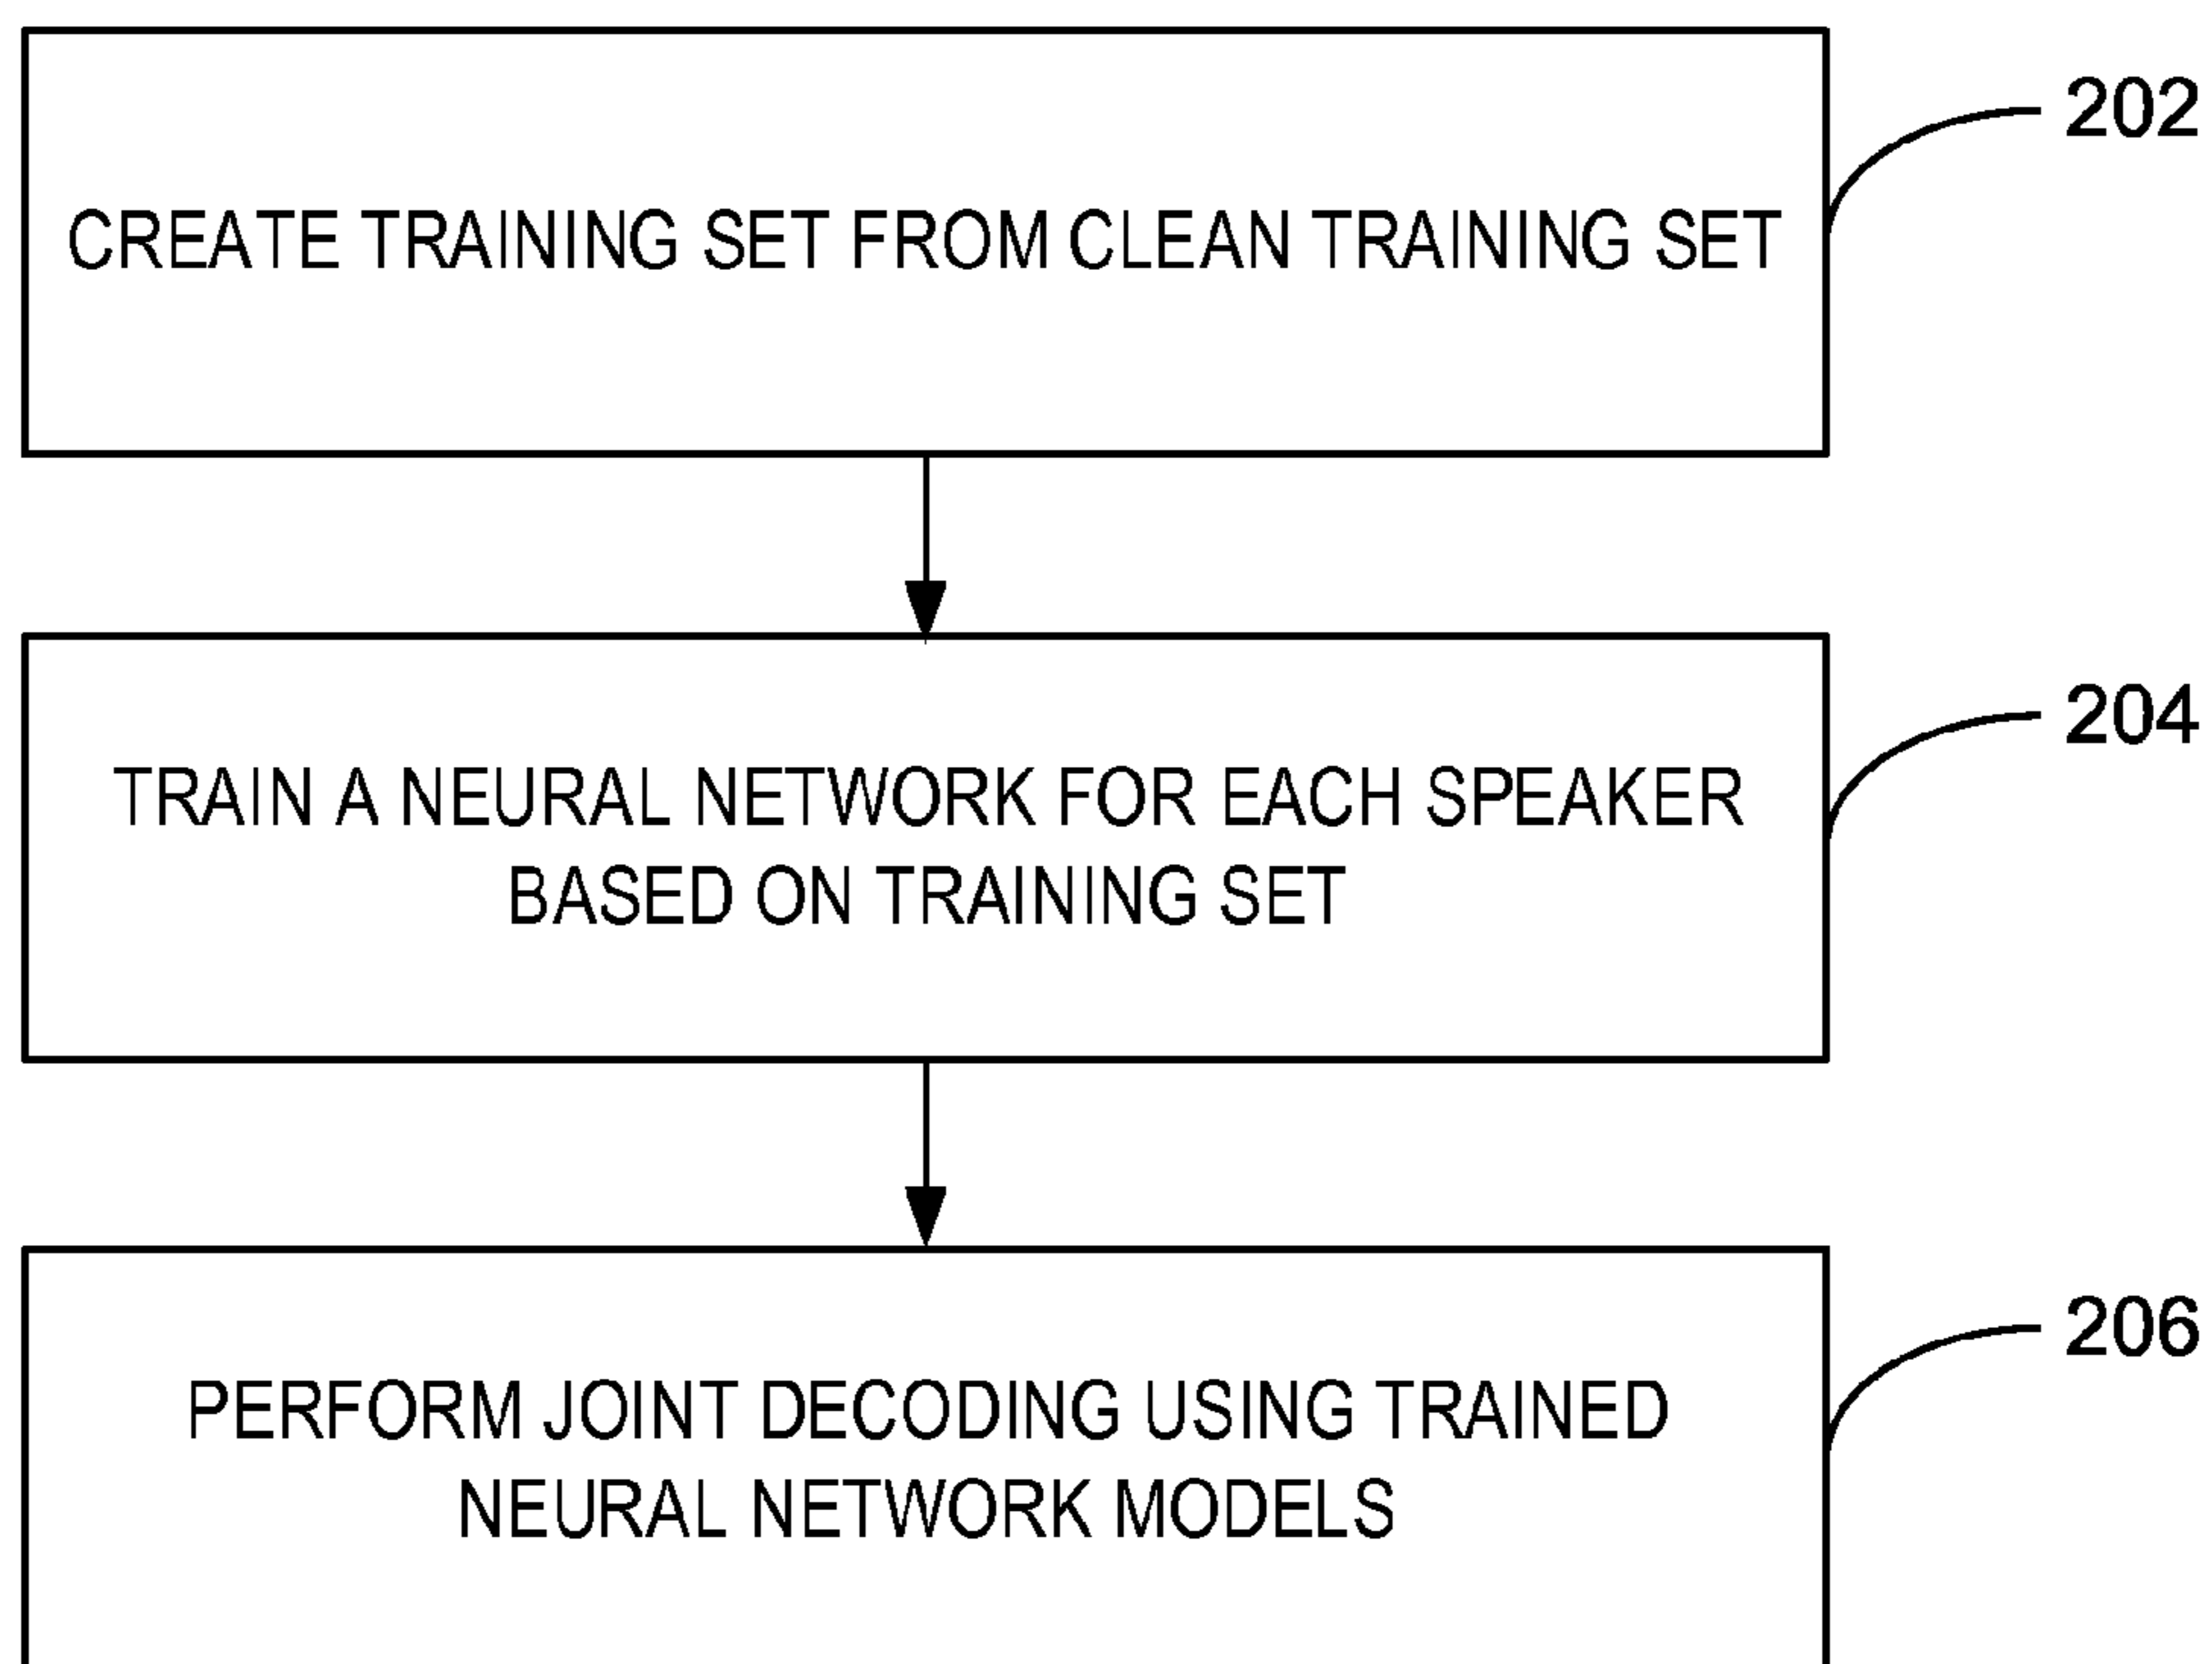 CREATE TRAINING SET FROM CLEAN TRAINING SET
202
TRAIN A NEURAL NETWORK FOR EACH SPEAKER
BASED ON TRAINING SET
204
PERFORM JOINT DECODING USING TRAINED
NEURAL NETWORK MODELS
206